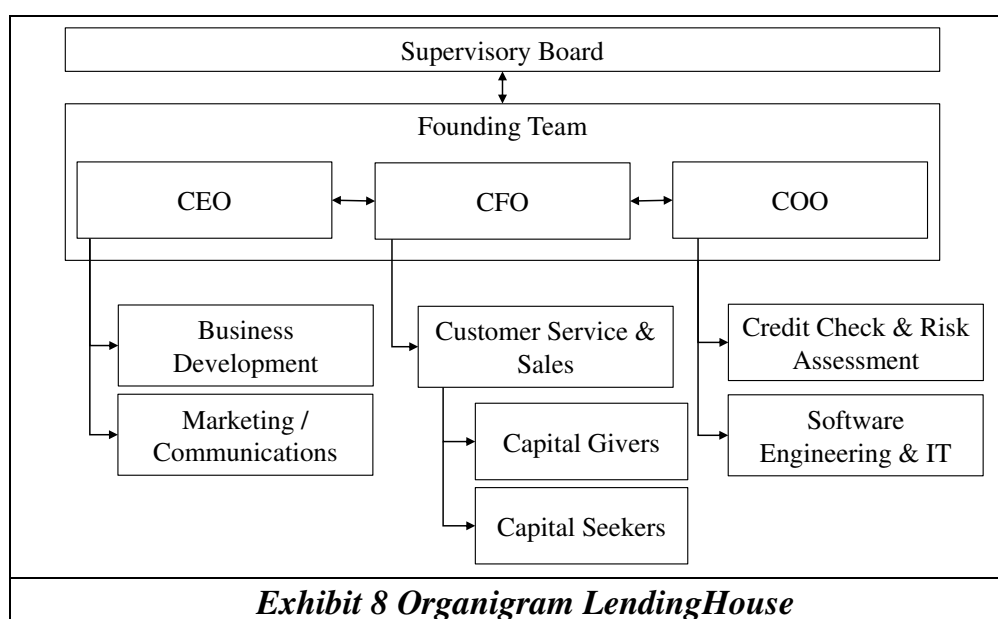 Supervisory Board
Founding Team
CEO
CFO
COO
Business
Development
Customer Service &
Sales
Credit Check & Risk
Assessment
Marketing /
Communications
Capital Givers
Software
Engineering & IT
Capital Seekers
Exhibit 8 Organigram LendingHouse